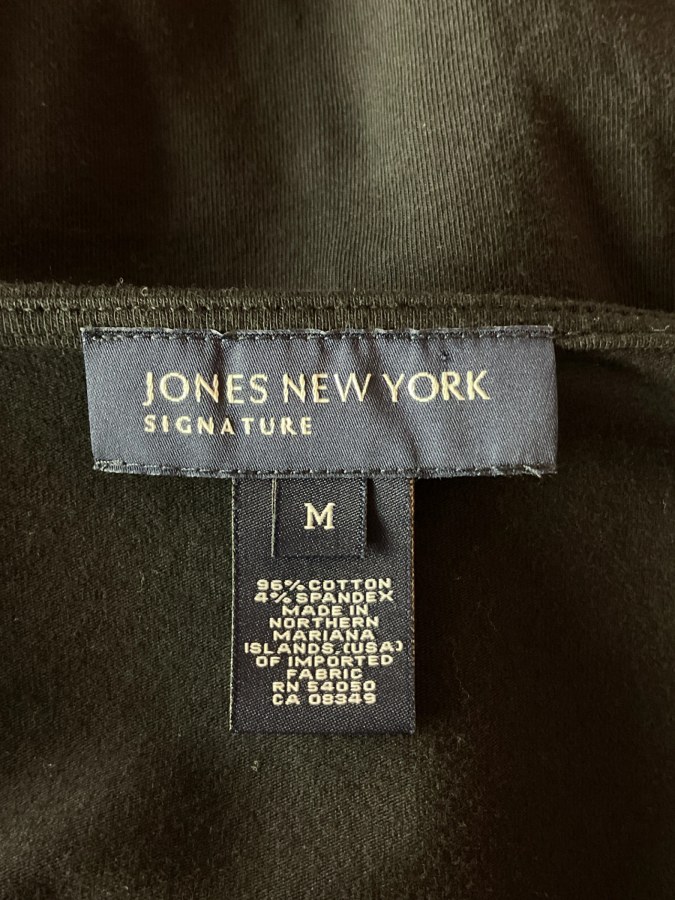 JONES NEW YORK
SIGNATURE
M
96% COTTON
4% SPANDEX
MADE IN
NORTHERN
MARIANA
ISLANDS, (USA)
OF IMPORTED
FABRIC
RN 54050
CA 08349